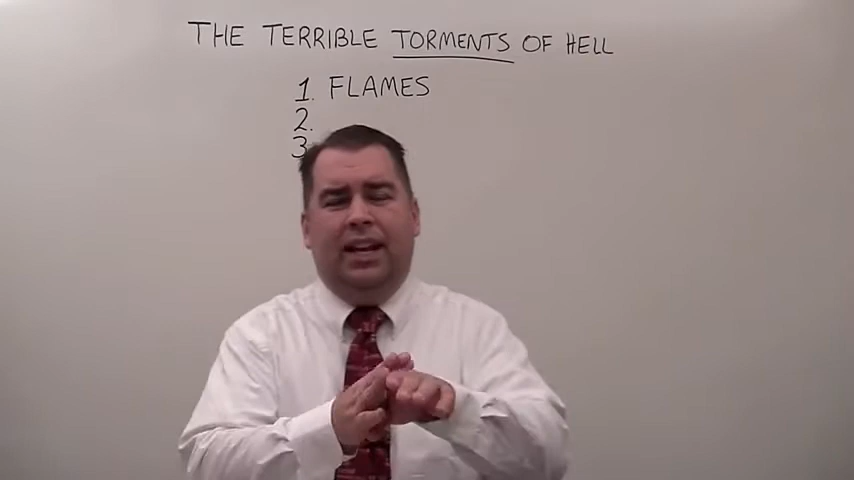 THE TERRIBLE TORMENTS OF HELL
1. FLAMES
2.
3